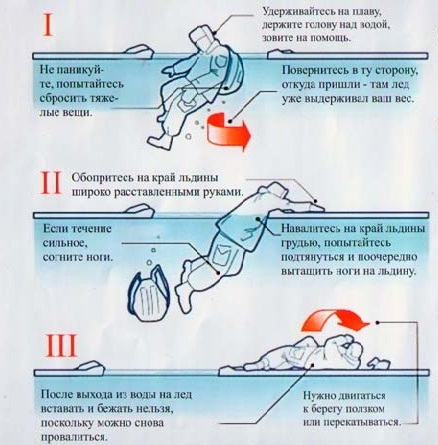 I
Удерживайтесь на плаву,
держите голову над водой,
зовите на помощь.
Не паникуй-
те, попытайтесь
сбросить тяже-
лые вещи.
Повернитесь в ту сторону,
откуда пришли - там лед
уже выдерживал ваш вес.
II
Обопритесь на край льдины
широко расставленными руками.
Если течение
сильное,
согните ноги.
Навалитесь на край льдины
грудью, попытайтесь
подтянуться и поочередно
вытащить ноги на льдину.
III
После выхода из воды на лед
вставать и бежать нельзя,
поскольку можно снова
провалиться.
Нужно двигаться
к берегу ползком
или перекатываться.